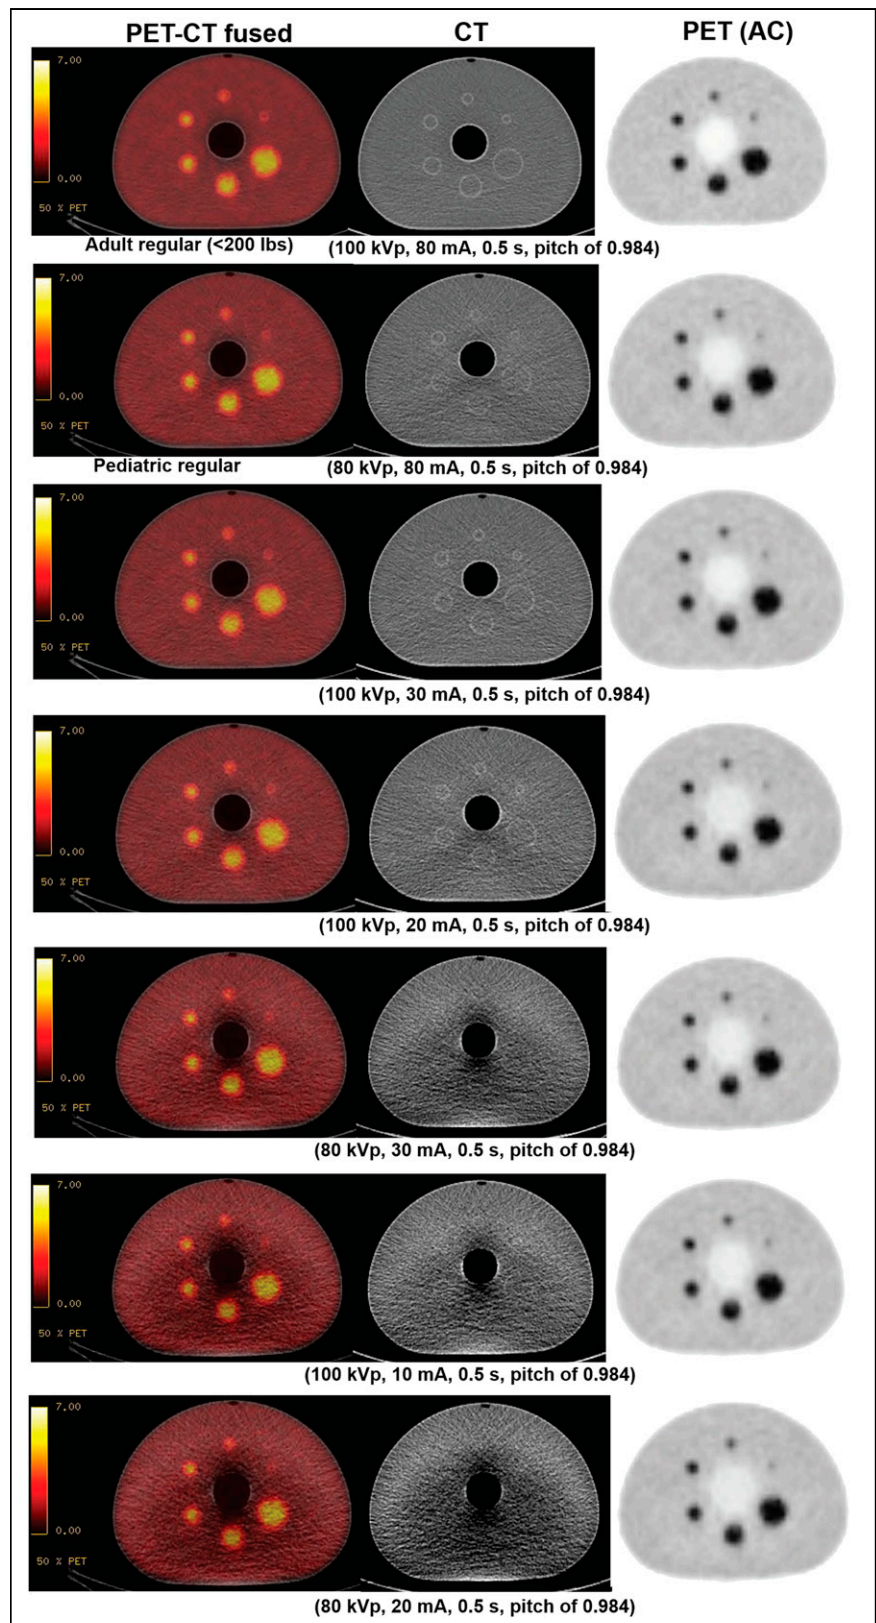 PET-CT fused CT PET (AC)
7.00
0.00
50 % PET
Adult regular (<200 lbs) (100 kVp, 80 mA, 0.5 s, pitch of 0.984)
7.00
0.00
50 % PET
Pediatric regular (80 kVp, 80 mA, 0.5 s, pitch of 0.984)
7.00
0.00
50 % PET
(100 kVp, 30 mA, 0.5 s, pitch of 0.984)
7.00
0.00
50 % PET
(100 kVp, 20 mA, 0.5 s, pitch of 0.984)
7.00
0.00
50 % PET
(80 kVp, 30 mA, 0.5 s, pitch of 0.984)
7.00
0.00
50 % PET
(100 kVp, 10 mA, 0.5 s, pitch of 0.984)
7.00
0.00
50 % PET
(80 kVp, 20 mA, 0.5 s, pitch of 0.984)